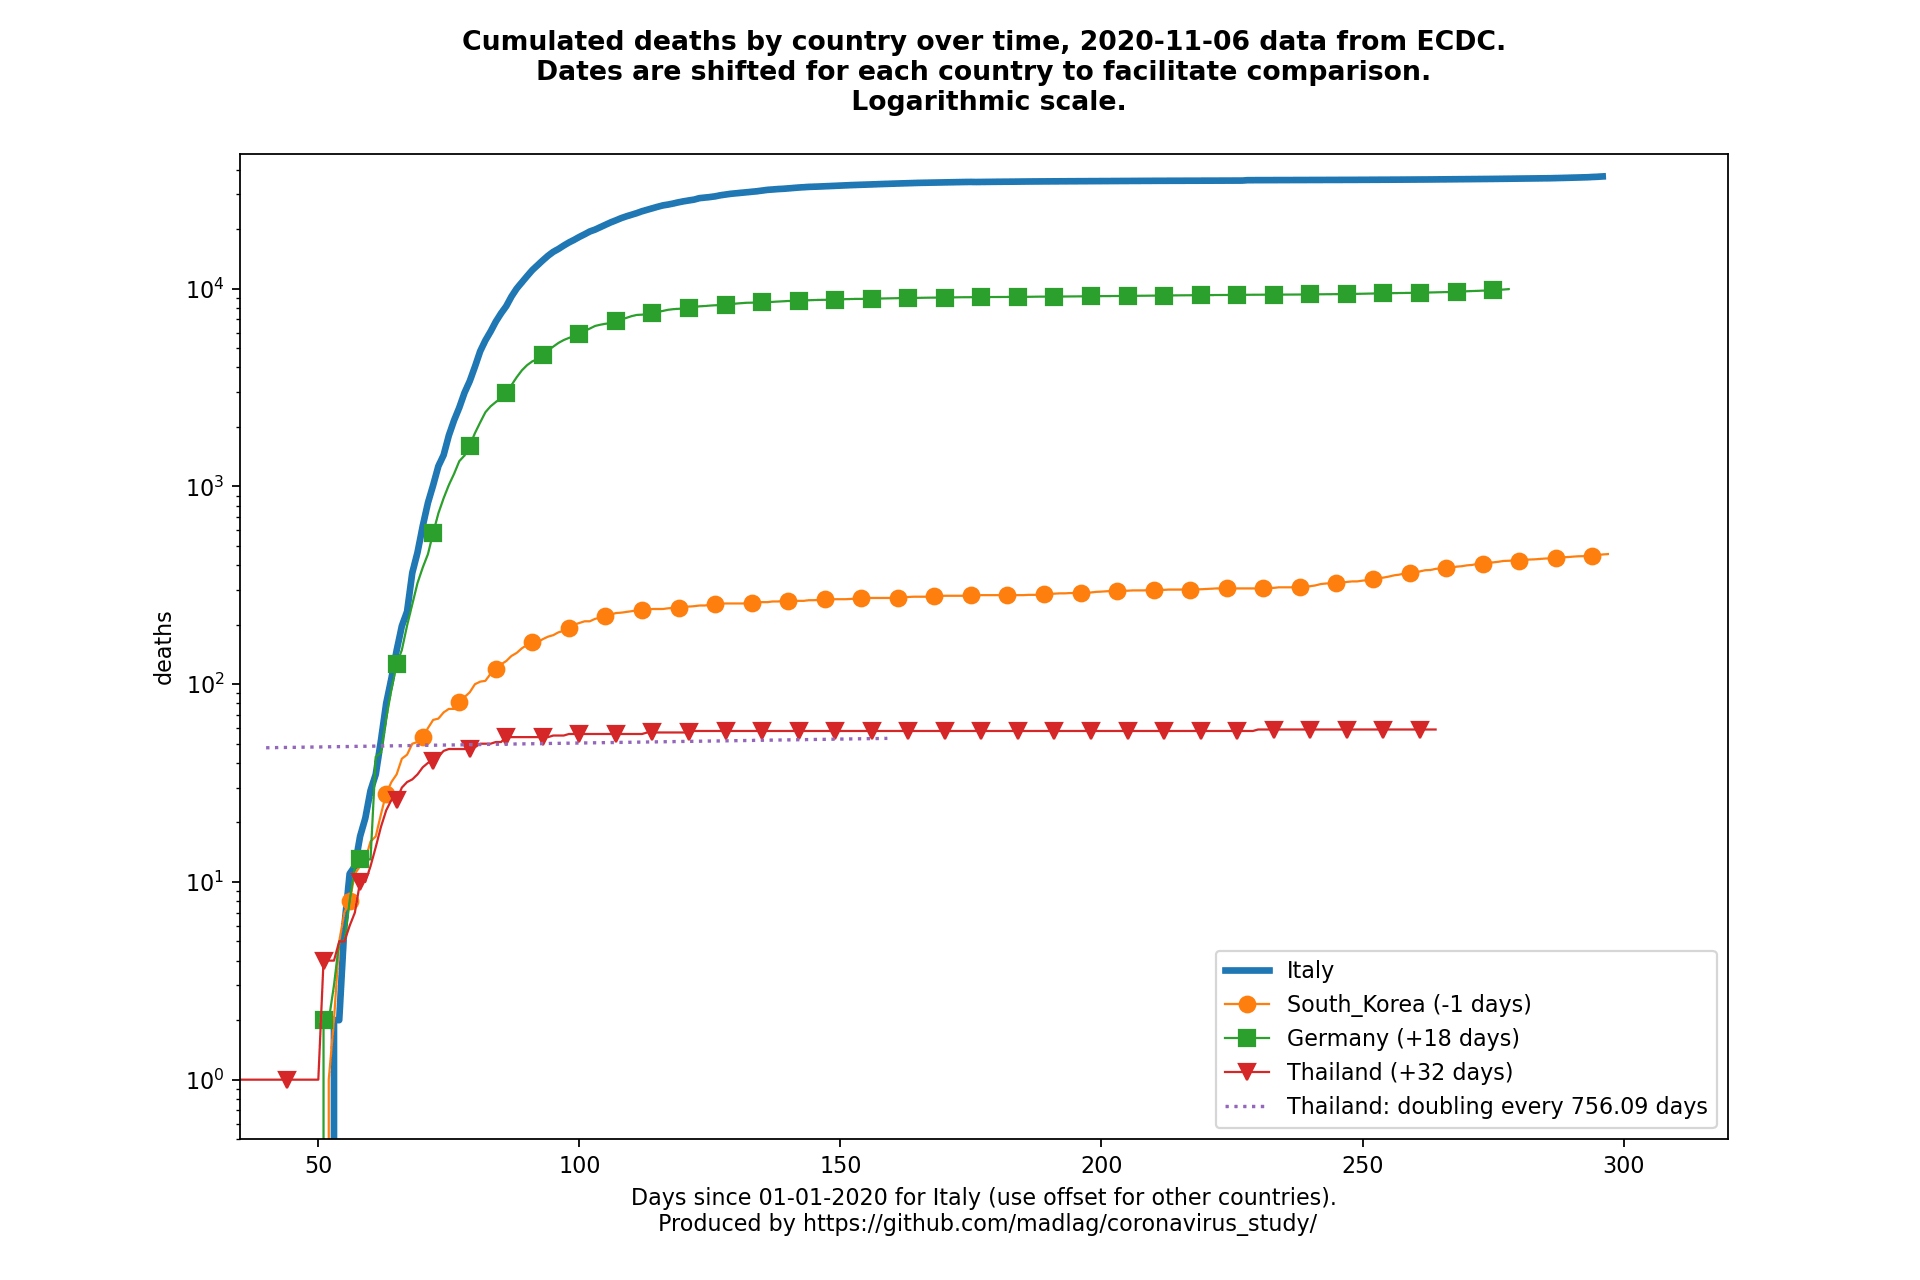 Cumulated deaths by country over time, 2020-11-06 data from ECDC.
Dates are shifted for each country to facilitate comparison.
Logarithmic scale.
deaths
10^4
10^3
10^2
10^1
10^0
50 100 150 200 250 300
Italy
South_Korea (-1 days)
Germany (+18 days)
Thailand (+32 days)
Thailand: doubling every 756.09 days
Days since 01-01-2020 for Italy (use offset for other countries).
Produced by https://github.com/madlag/coronavirus_study/